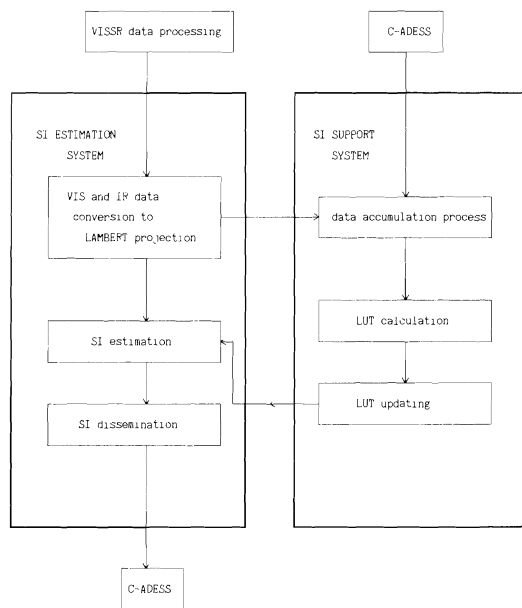 VISSR data processing
C-ADESS
SI ESTIMATION
SYSTEM
VIS and IR data
conversion to
LAMBERT projection
SI estimation
SI dissemination
C-ADESS
SI SUPPORT
SYSTEM
data accumulation process
LUT calculation
LUT updating